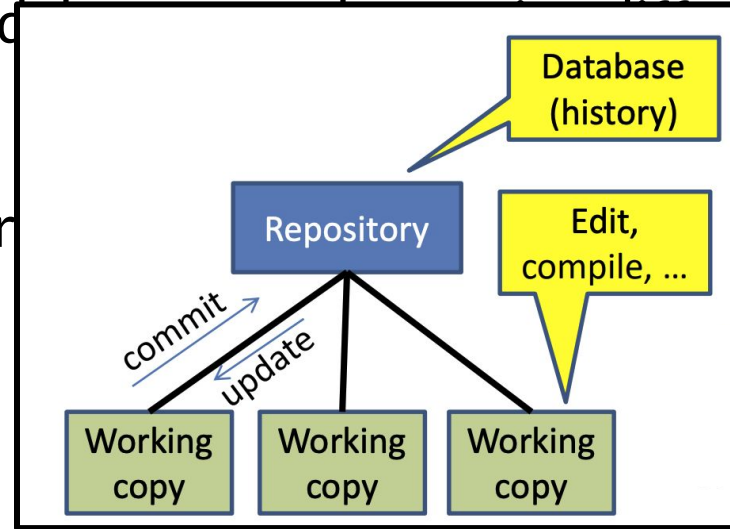 Database
(history)
Repository
Edit,
compile, ...
commit
update
Working
copy
Working
copy
Working
copy